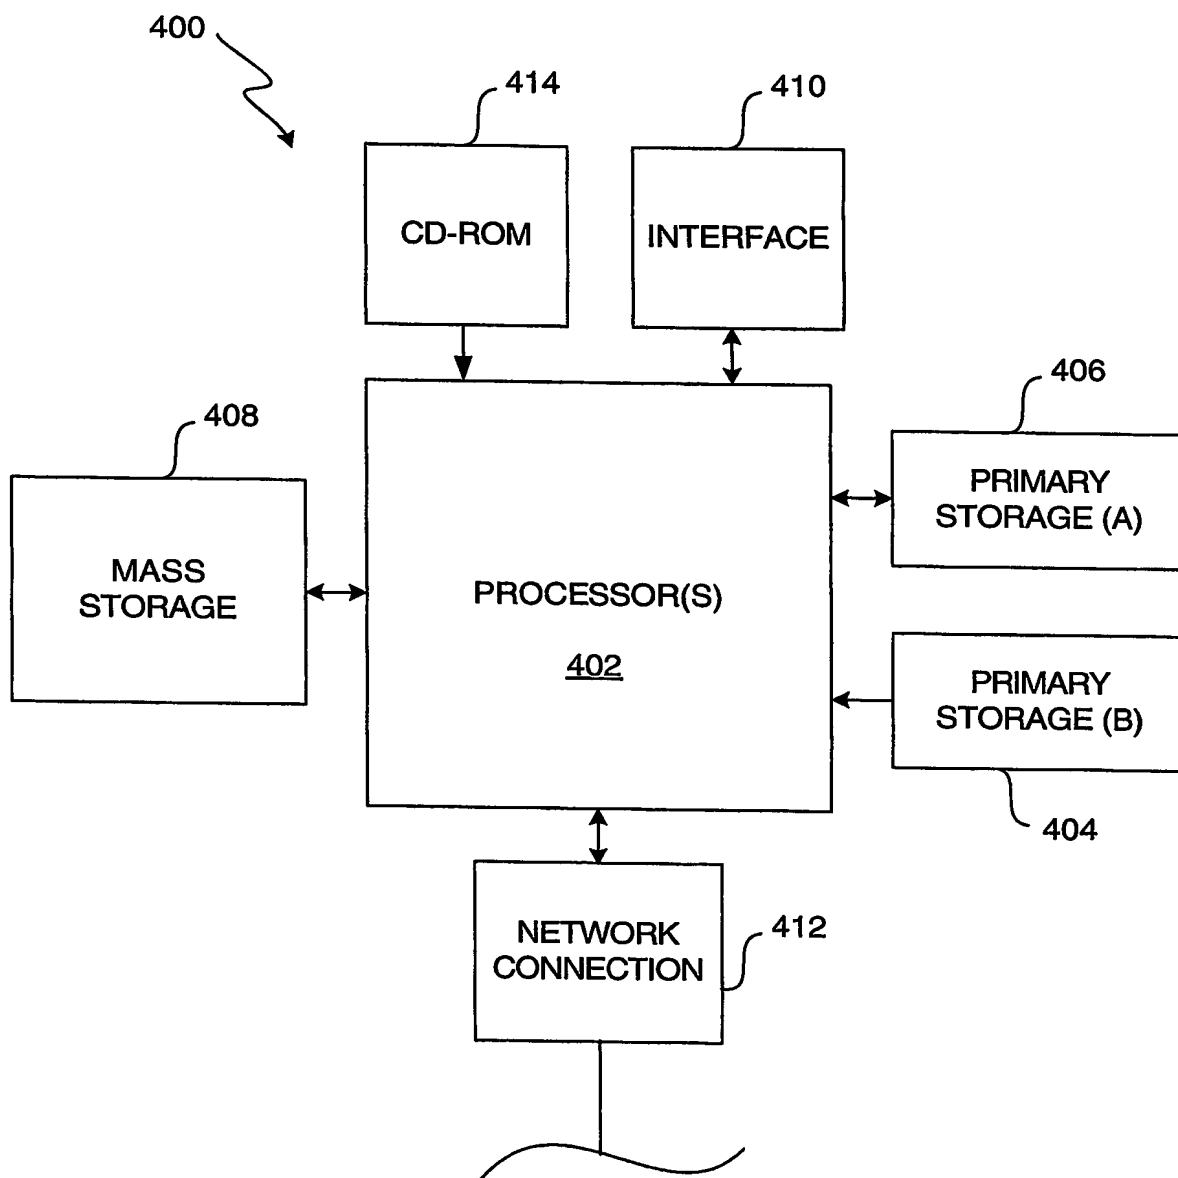 400
414
410
CD-ROM
INTERFACE
406
408
PRIMARY
STORAGE (A)
MASS
STORAGE
PROCESSOR(S)
402
PRIMARY
STORAGE (B)
404
NETWORK
CONNECTION
412